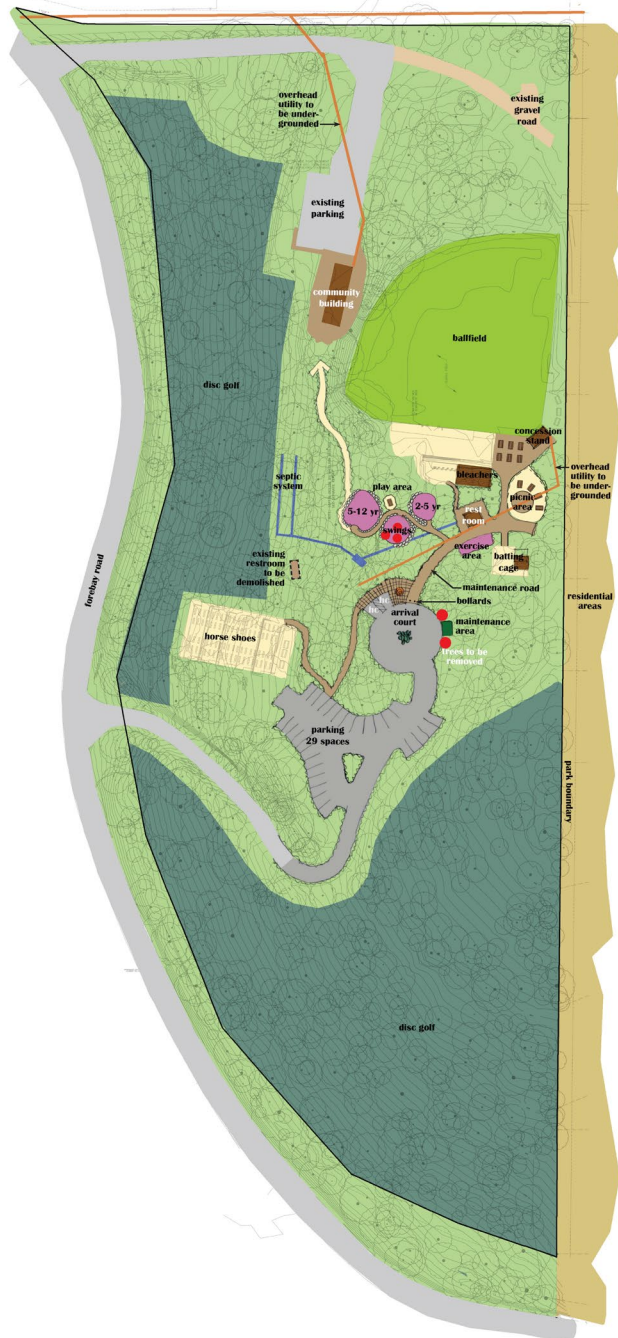 overhead
utility to
be under-
grounded
existing
gravel
road
existing
parking
community
building
ballfield
disc golf
concession
stand
overhead
utility to
be under-
grounded
bleachers
picnic
area
play area
septic
system
5-12 yr
2-5 yr
rest
room
swings
exercise
area
batting
cage
existing
restroom
to be
demolished
maintenance road
forebay road
hc
hc
bollards
residential
areas
arrival
court
maintenance
area
horse shoes
trees to be
removed
parking
29 spaces
park boundary
disc golf